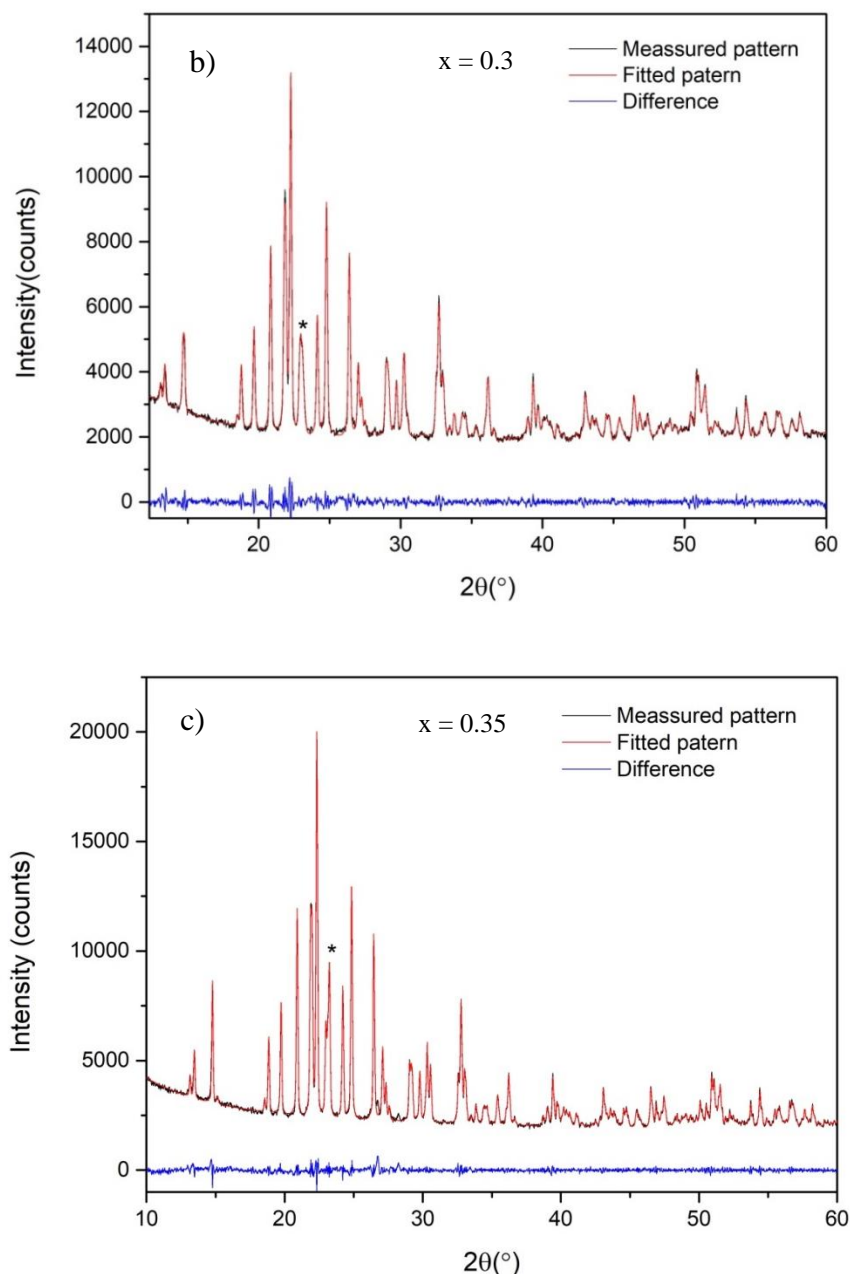 b)
x = 0.3
Meassured pattern
Fitted patern
Difference
14000
12000
10000
8000
6000
4000
2000
0
*
Intensity(counts)
20
30
40
50
60
2θ(°)
c)
x = 0.35
Meassured pattern
Fitted patern
Difference
20000
15000
10000
5000
0
*
Intensity (counts)
10
20
30
40
50
60
2θ(°)